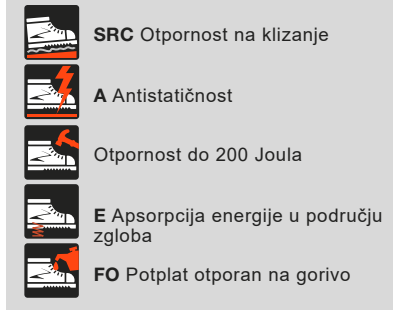 SRC Otpornost na klizanje
A Antistatičnost
Otpornost do 200 Joula
E Apsorpcija energije u području
zgloba
FO Potplat otporan na gorivo